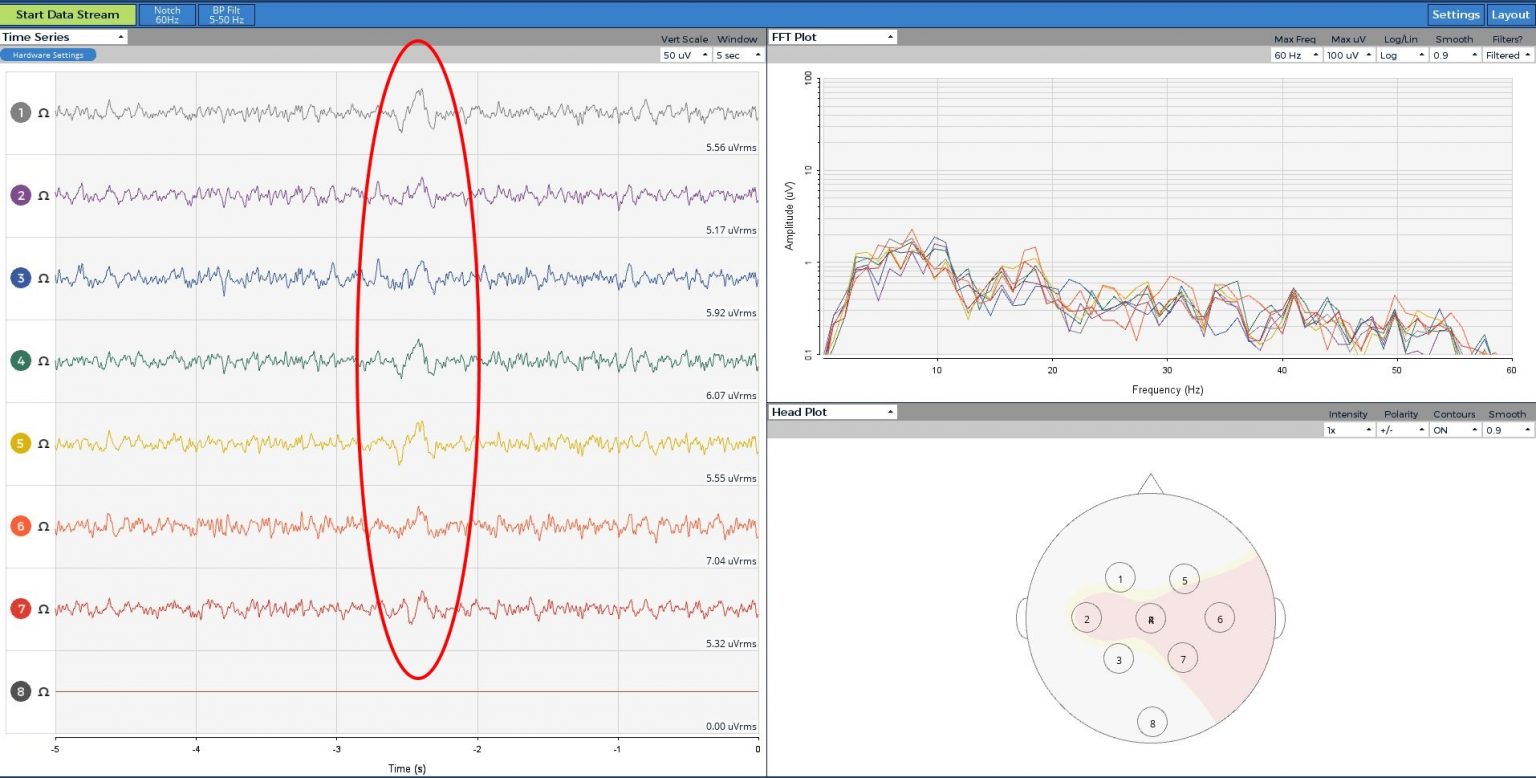 Start Data Stream
Notch
60Hz
BP Filt
5-50 Hz
Settings
Layout
Time Series
Vert Scale Window
Hardware Settings
50 uV
5 sec
1 Ω
5.56 uVrms
2 Ω
5.17 uVrms
3 Ω
5.92 uVrms
4 Ω
6.07 uVrms
5 Ω
5.55 uVrms
6 Ω
7.04 uVrms
7 Ω
5.32 uVrms
8 Ω
0.00 uVrms
-5 -4 -3 -2 -1 0
Time (s)
FFT Plot
Max Freq Max uV Log/Lin Smooth Filters?
60 Hz 100 uV Log 0.9 Filtered
100
10
1
0.1
Amplitude (uV)
10 20 30 40 50 60
Frequency (Hz)
Head Plot
Intensity Polarity Contours Smooth
1x +/- ON 0.9
1 5
2 6
3 7
8